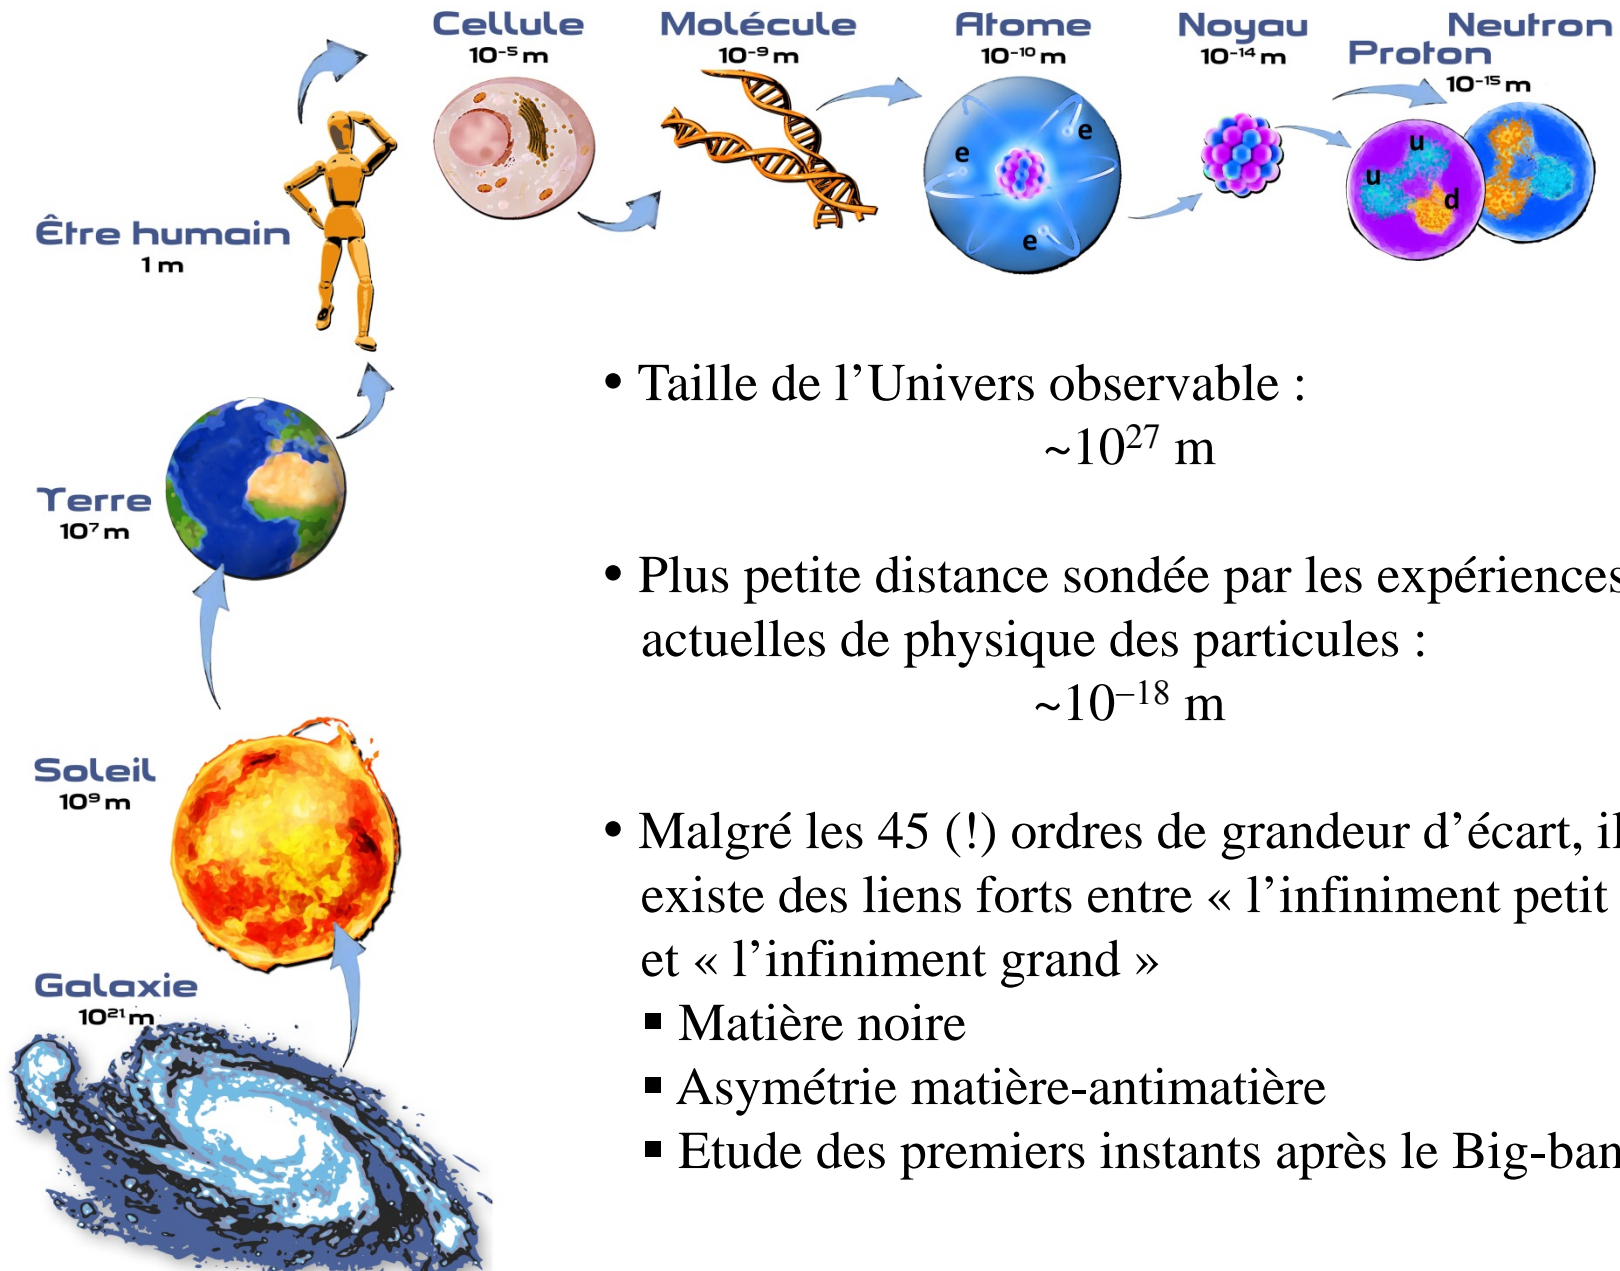 Cellule
10⁻⁵ m
Molécule
10⁻⁹ m
Atome
10⁻¹⁰ m
Noyau
10⁻¹⁴ m
Neutron
Proton
10⁻¹⁵ m
e
e
e
u
u
d
Être humain
1 m
Terre
10⁷ m
Soleil
10⁹ m
Galaxie
10²¹ m
• Taille de l’Univers observable :
~10²⁷ m
• Plus petite distance sondée par les expériences
actuelles de physique des particules :
~10⁻¹⁸ m
• Malgré les 45 (!) ordres de grandeur d’écart, il
existe des liens forts entre « l’infiniment petit
et « l’infiniment grand »
▪ Matière noire
▪ Asymétrie matière-antimatière
▪ Etude des premiers instants après le Big-ban